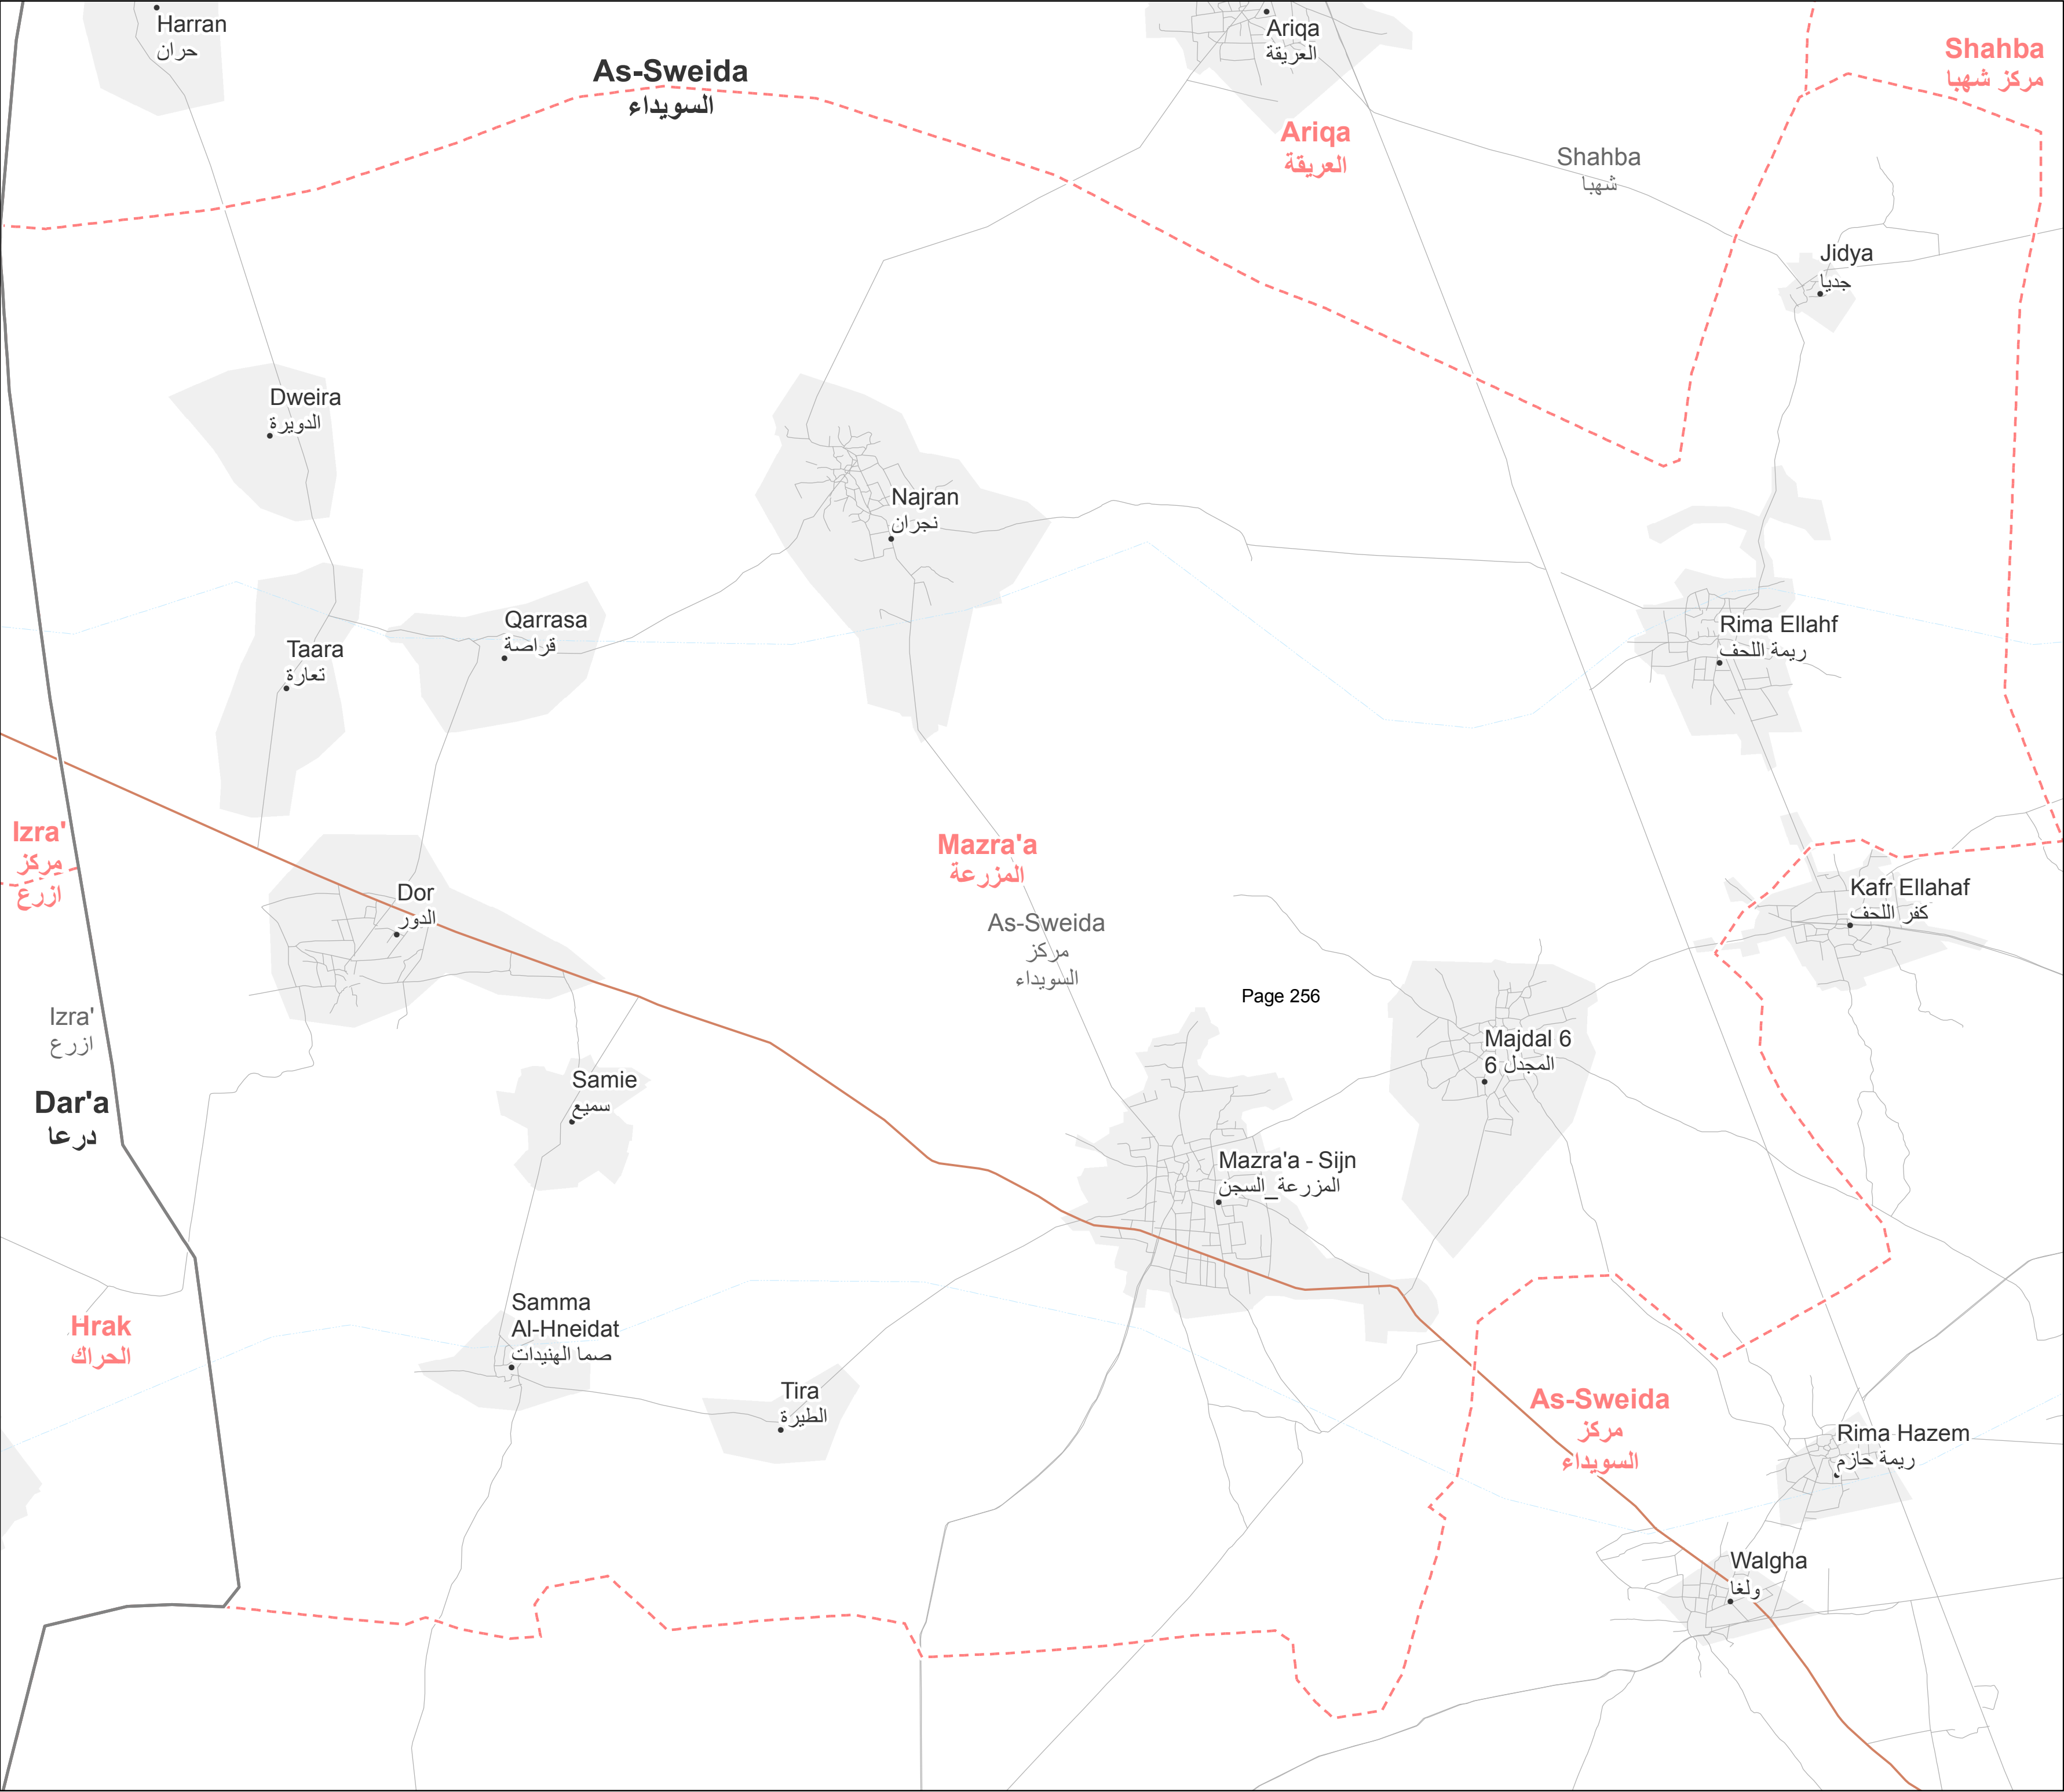 Harran
حران
As-Sweida
السويداء
Ariqa
العريقة
Shahba
مركز شهبا
Ariqa
العريقة
Shahba
شهبا
Jidya
جديا
Dweira
الدويرة
Najran
نجران
Qarrasa
قراصة
Taara
تعارة
Rima Ellahf
ريمة اللحف
Izra'
مركز
ازرع
Mazra'a
المزرعة
Dor
الدور
Kafr Ellahaf
كفر اللحف
As-Sweida
مركز
السويداء
Page 256
Izra'
ازرع
Majdal 6
المجدل 6
Samie
سميع
Dar'a
درعا
Mazra'a - Sijn
المزرعة_السجن
Hrak
الحراك
Samma
Al-Hneidat
صما الهنيدات
Tira
الطيرة
As-Sweida
مركز
السويداء
Rima Hazem
ريمة حازم
Walgha
ولغا